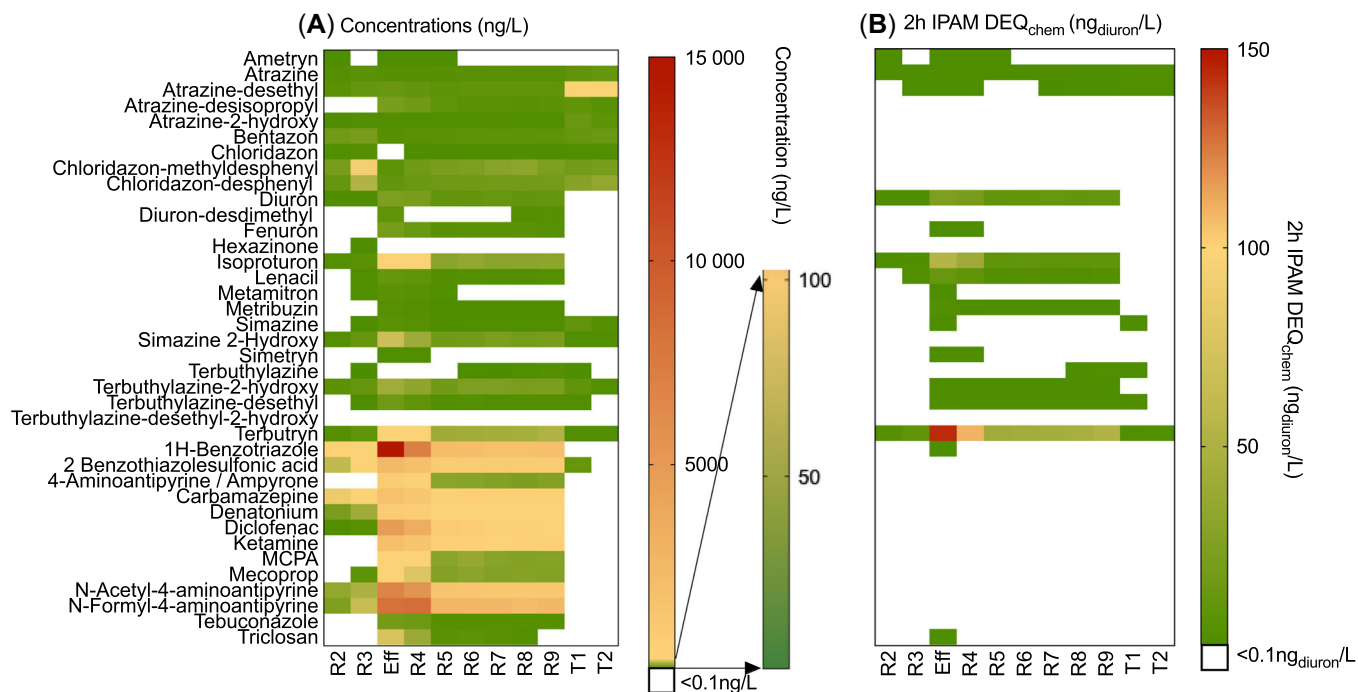 (A) Concentrations (ng/L)
Ametryn
Atrazine
Atrazine-desethyl
Atrazine-desisopropyl
Atrazine-2-hydroxy
Bentazon
Chloridazon
Chloridazon-methyldesphenyl
Chloridazon-desphenyl
Diuron
Diuron-desdimethyl
Fenuron
Hexazinone
Isoproturon
Lenacil
Metamitron
Metribuzin
Simazine
Simazine 2-Hydroxy
Simetryn
Terbuthylazine
Terbuthylazine-2-hydroxy
Terbuthylazine-desethyl
Terbuthylazine-desethyl-2-hydroxy
Terbutryn
1H-Benzotriazole
2 Benzothiazolesulfonic acid
4-Aminoantipyrine / Ampyrone
Carbamazepine
Denatonium
Diclofenac
Ketamine
MCPA
Mecoprop
N-Acetyl-4-aminoantipyrine
N-Formyl-4-aminoantipyrine
Tebuconazole
Triclosan
R2 R3 Eff R4 R5 R6 R7 R8 R9 T1 T2
15 000
10 000
5000
<0.1ng/L
Concentration (ng/L)
100
50
(B) 2h IPAM DEQchem (ngdiuron/L)
R2 R3 Eff R4 R5 R6 R7 R8 R9 T1 T2
150
100
50
<0.1ngdiuron/L
2h IPAM DEQchem (ngdiuron/L)